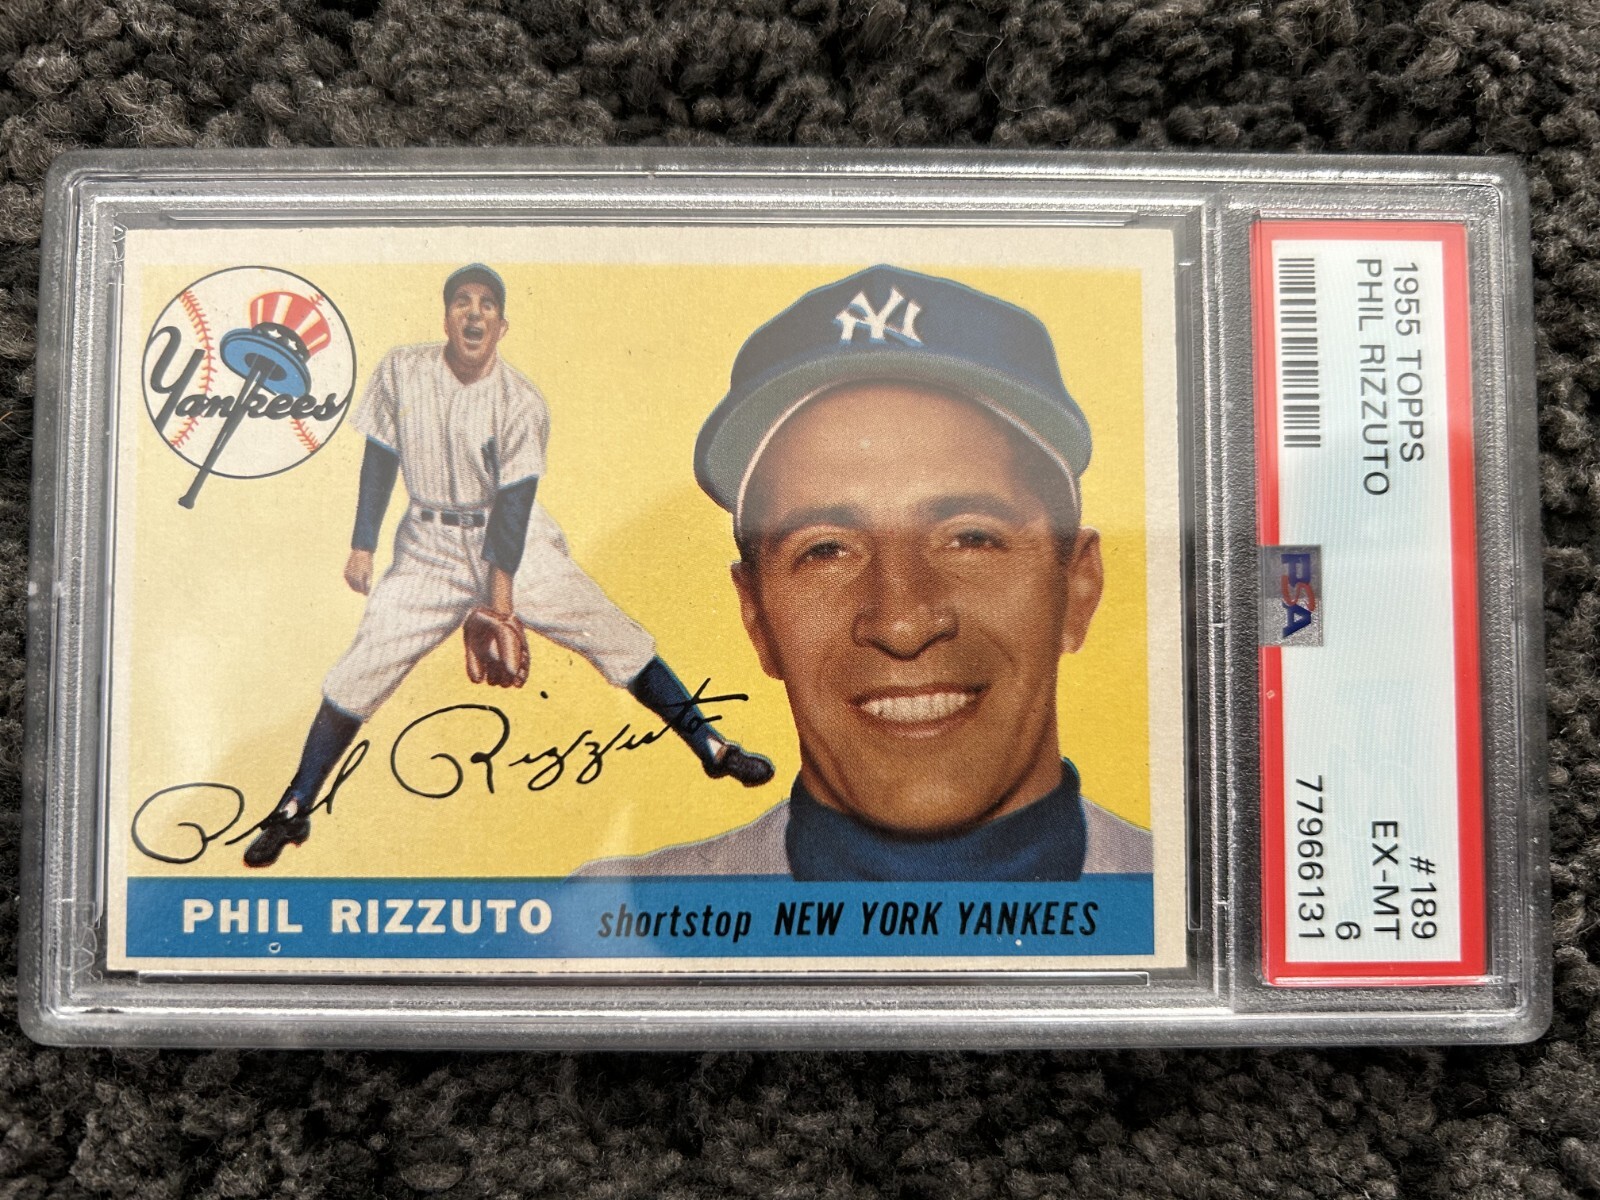 Yankees
NY
Phil Rizzuto
PHIL RIZZUTO shortstop NEW YORK YANKEES
1955 TOPPS #189
PHIL RIZZUTO EX-MT
6
77966131
PSA